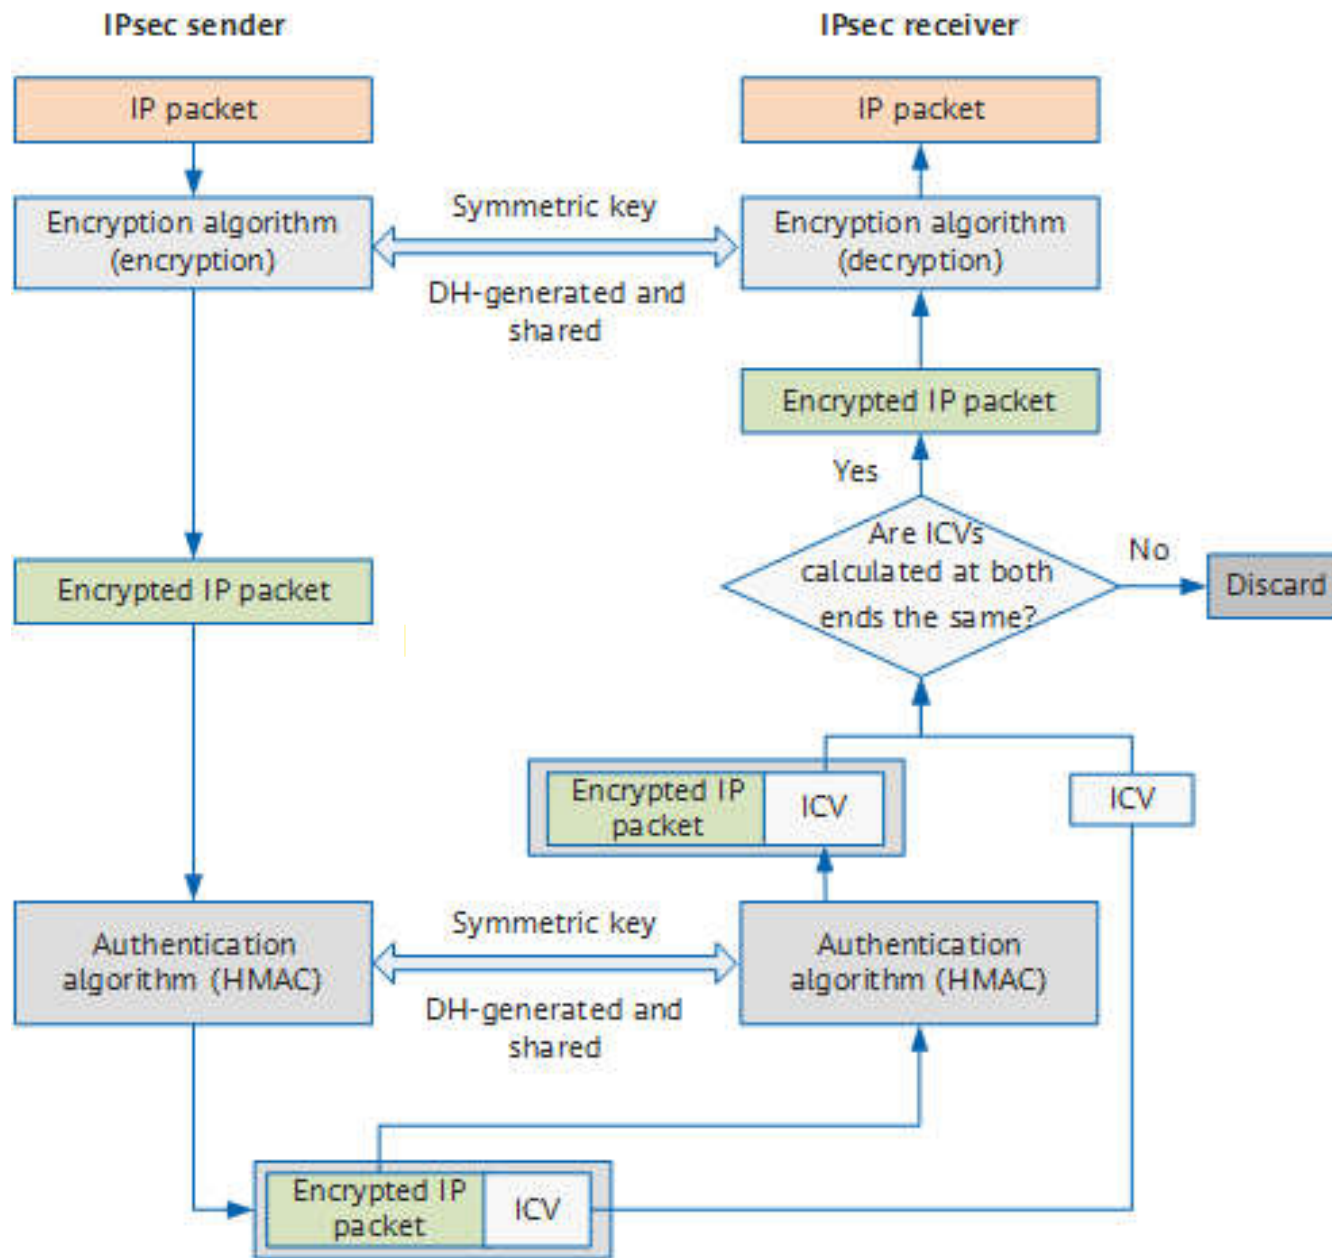 IPsec sender
IPsec receiver
IP packet
IP packet
Encryption algorithm
(encryption)
Symmetric key
DH-generated and
shared
Encryption algorithm
(decryption)
Encrypted IP packet
Yes
Are ICVs
calculated at both
ends the same?
No
Discard
Encrypted IP packet
Encrypted IP
packet
ICV
ICV
Authentication
algorithm (HMAC)
Symmetric key
DH-generated and
shared
Authentication
algorithm (HMAC)
Encrypted IP
packet
ICV